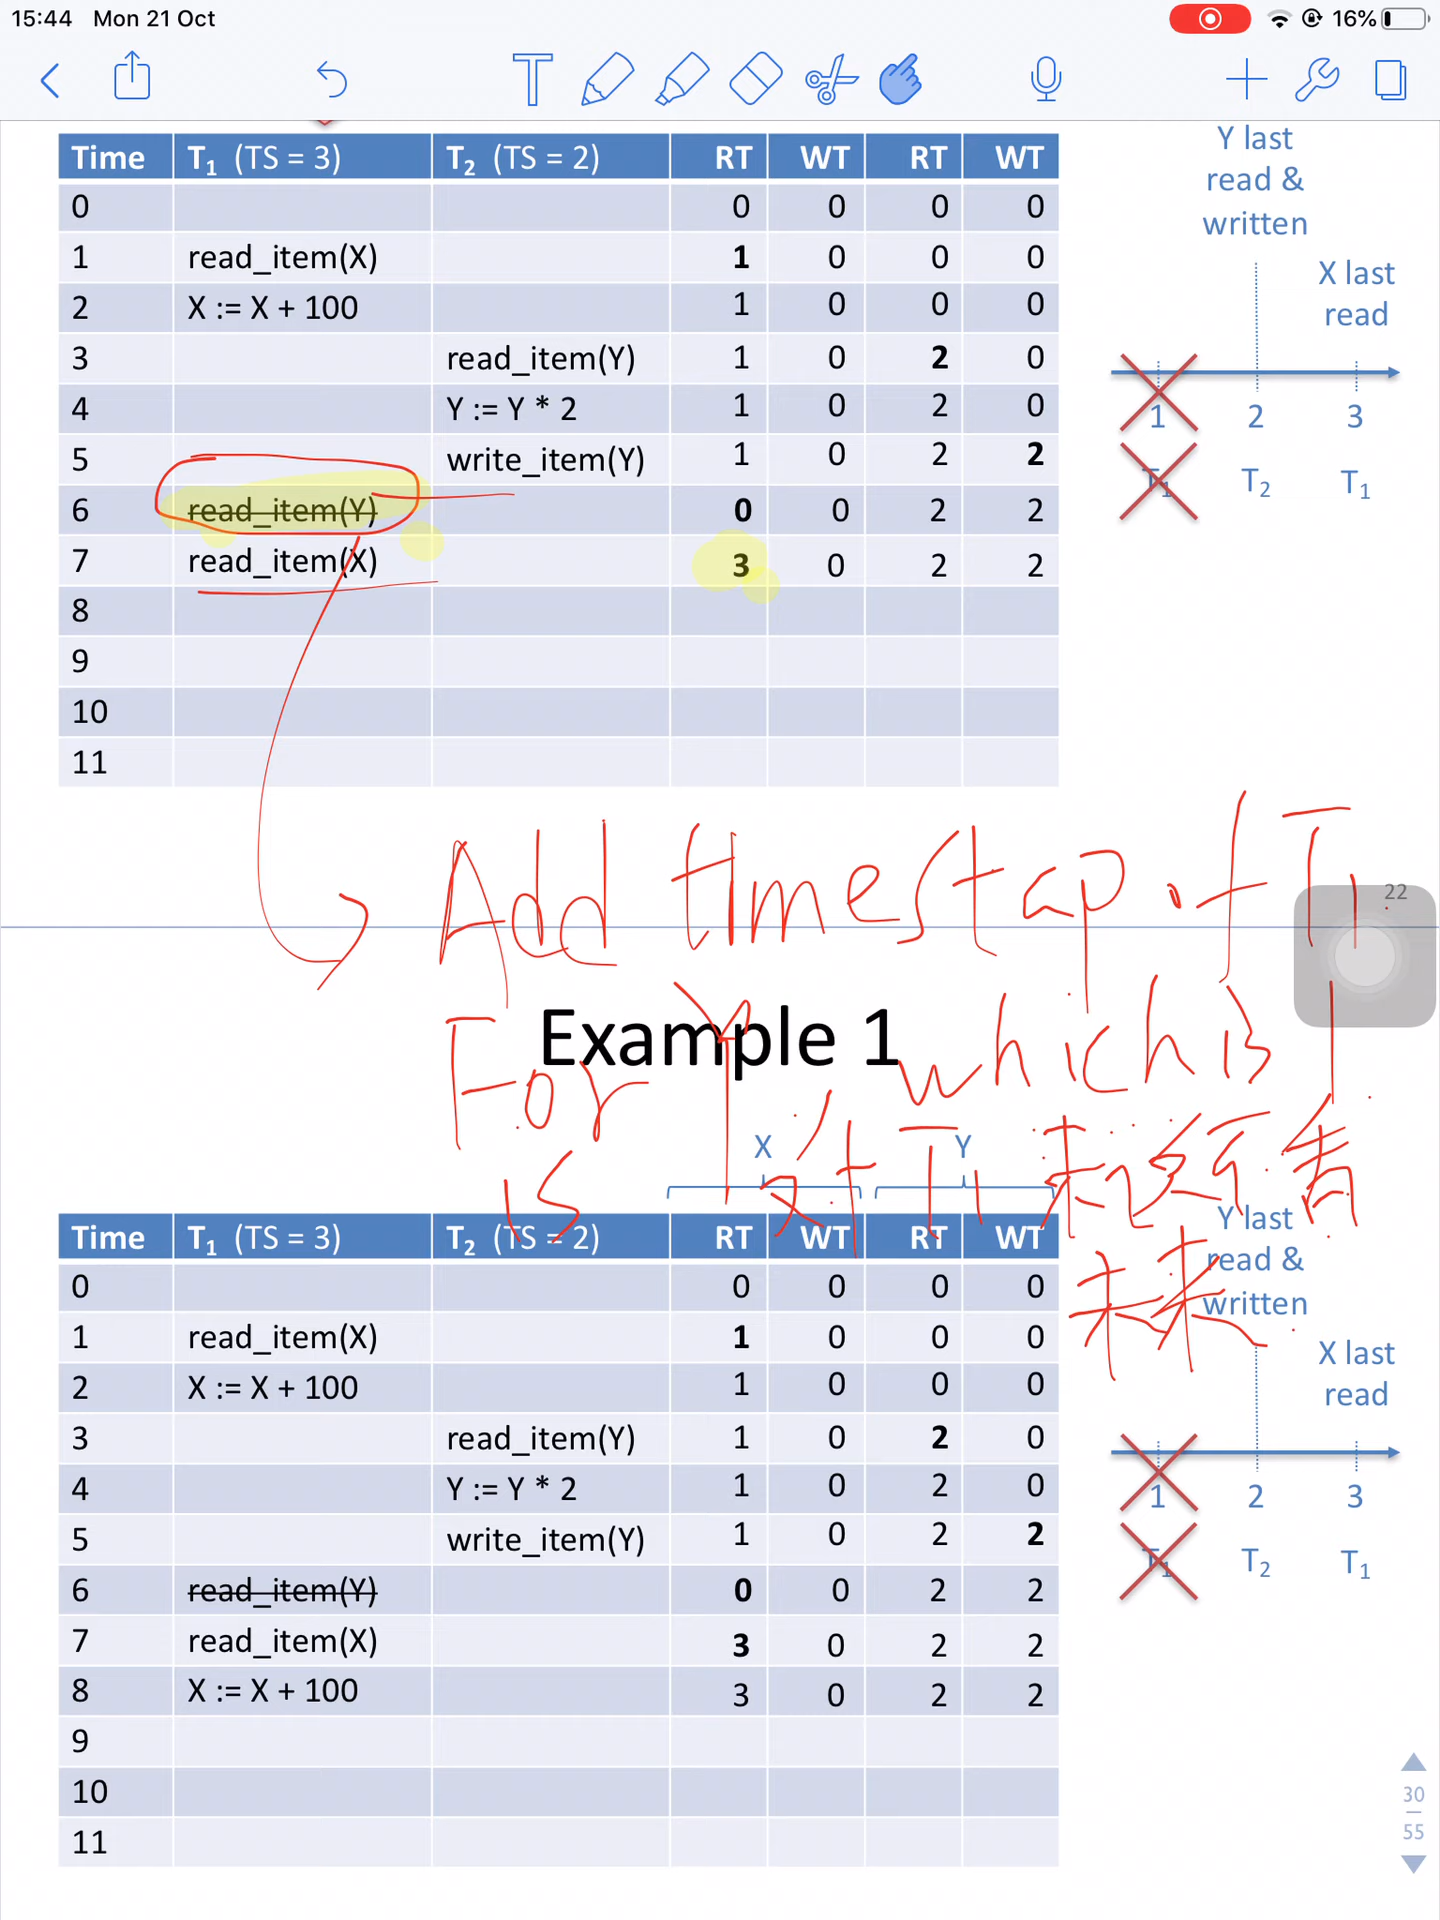 15:44 Mon 21 Oct 16%
Y last
read &
written
X last
read
1 2 3
T₁ T₂ T₁
Time T₁ (TS = 3) T₂ (TS = 2) RT WT RT WT
0 0 0 0 0
1 read_item(X) 1 0 0 0
2 X := X + 100 1 0 0 0
3 read_item(Y) 1 0 2 0
4 Y := Y * 2 1 0 2 0
5 write_item(Y) 1 0 2 2
6 read_item(Y) 0 0 2 2
7 read_item(X) 3 0 2 2
8
9
10
11
Add timestap of T₁
22
For Y which is 1
Example 1
is
对 T₁
未来
X Y
Time T₁ (TS = 3) T₂ (TS = 2) RT WT RT WT
0 0 0 0 0
1 read_item(X) 1 0 0 0
2 X := X + 100 1 0 0 0
3 read_item(Y) 1 0 2 0
4 Y := Y * 2 1 0 2 0
5 write_item(Y) 1 0 2 2
6 read_item(Y) 0 0 2 2
7 read_item(X) 3 0 2 2
8 X := X + 100 3 0 2 2
9
10
11
Y last
read &
written
X last
read
1 2 3
T₁ T₂ T₁
30
55